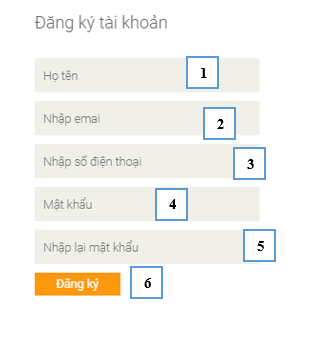 Đăng ký tài khoản
Họ tên 1
Nhập emai 2
Nhập số điện thoại 3
Mật khẩu 4
Nhập lại mật khẩu 5
Đăng ký 6